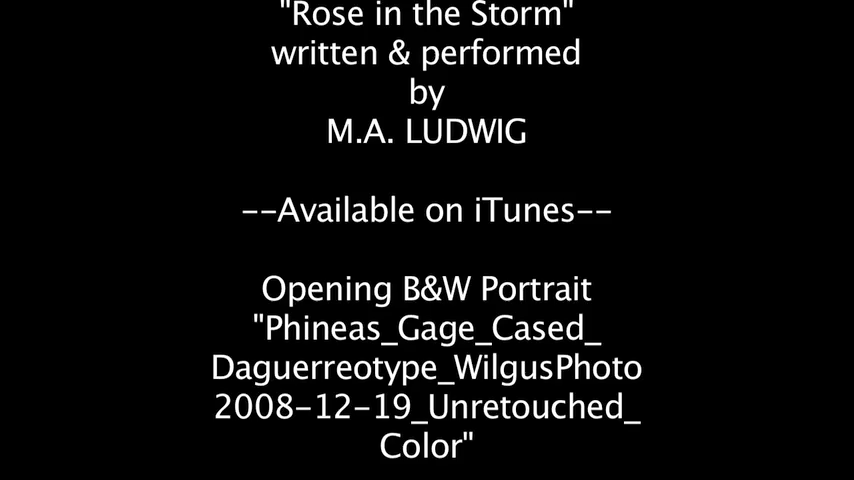 "Rose in the Storm"
written & performed
by
M.A. LUDWIG
--Available on iTunes--
Opening B&W Portrait
"Phineas_Gage_Cased_
Daguerreotype_WilgusPhoto
2008-12-19_Unretouched_
Color"